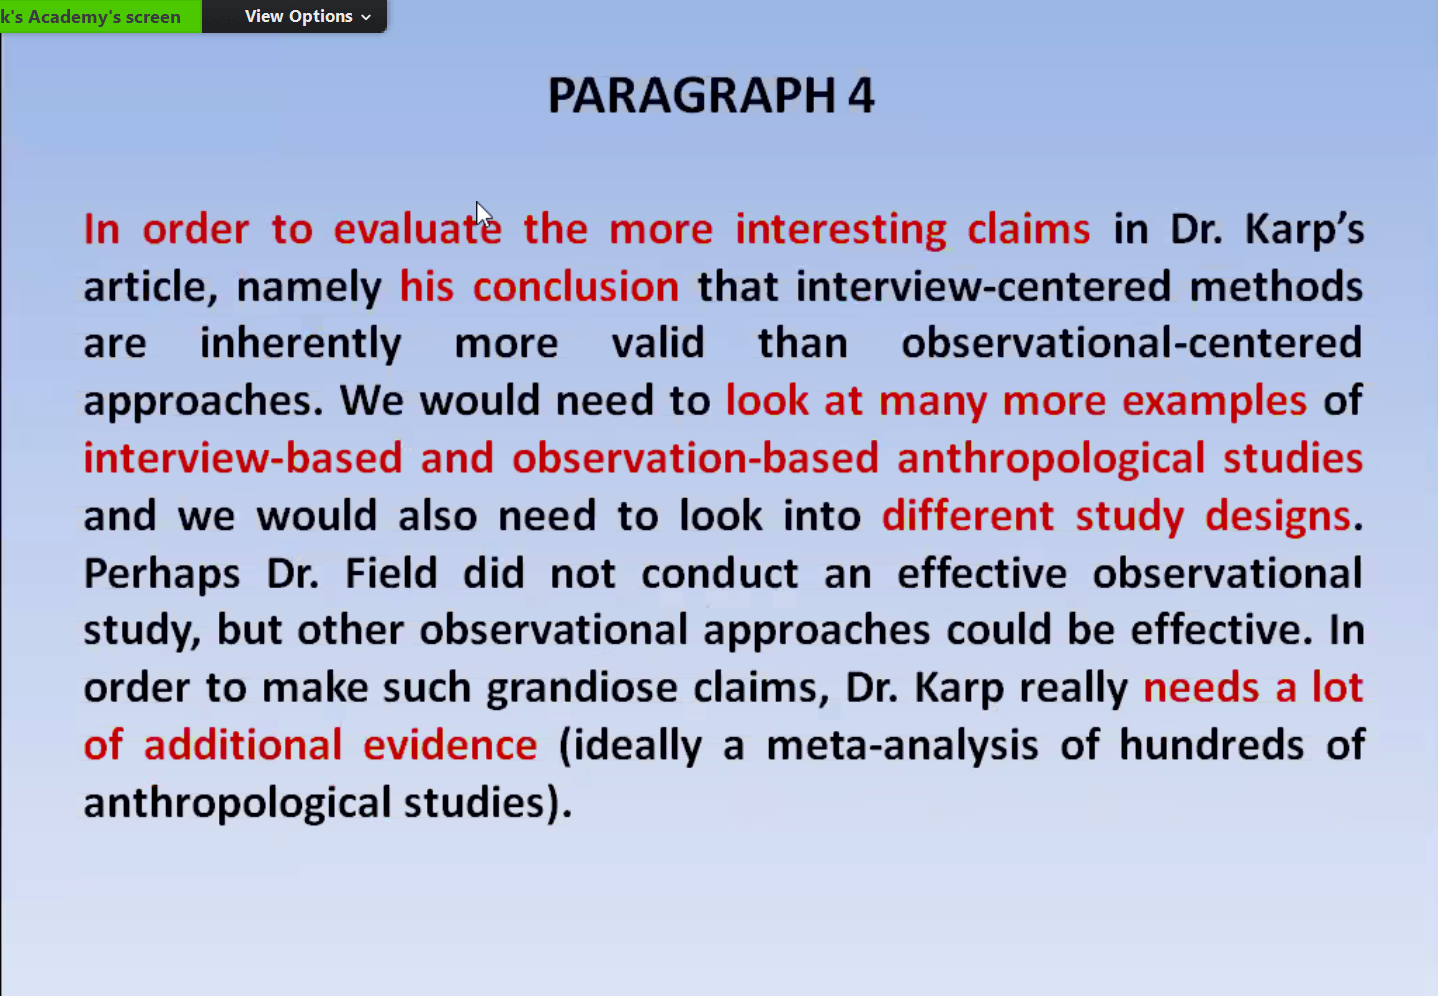 k's Academy's screen
View Options
PARAGRAPH 4
In order to evaluate the more interesting claims in Dr. Karp's
article, namely his conclusion that interview-centered methods
are inherently more valid than observational-centered
approaches. We would need to look at many more examples of
interview-based and observation-based anthropological studies
and we would also need to look into different study designs.
Perhaps Dr. Field did not conduct an effective observational
study, but other observational approaches could be effective. In
order to make such grandiose claims, Dr. Karp really needs a lot
of additional evidence (ideally a meta-analysis of hundreds of
anthropological studies).